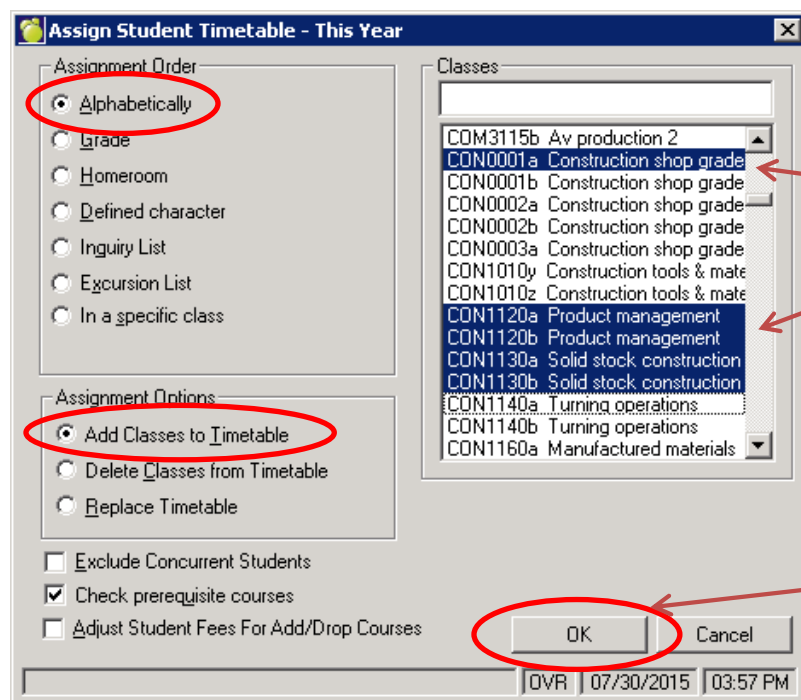 Assign Student Timetable - This Year
Assignment Order
Alphabetically
Grade
Homeroom
Defined character
Inquiry List
Excursion List
In a specific class
Assignment Options
Add Classes to Timetable
Delete Classes from Timetable
Replace Timetable
Exclude Concurrent Students
Check prerequisite courses
Adjust Student Fees For Add/Drop Courses
Classes
COM3115b Av production 2
CON0001a Construction shop grade
CON0001b Construction shop grade
CON0002a Construction shop grade
CON0002b Construction shop grade
CON0003a Construction shop grade
CON1010y Construction tools & mate
CON1010z Construction tools & mate
CON1120a Product management
CON1120b Product management
CON1130a Solid stock construction
CON1130b Solid stock construction
CON1140a Turning operations
CON1140b Turning operations
CON1160a Manufactured materials
OK
Cancel
OVR 07/30/2015 03:57 PM